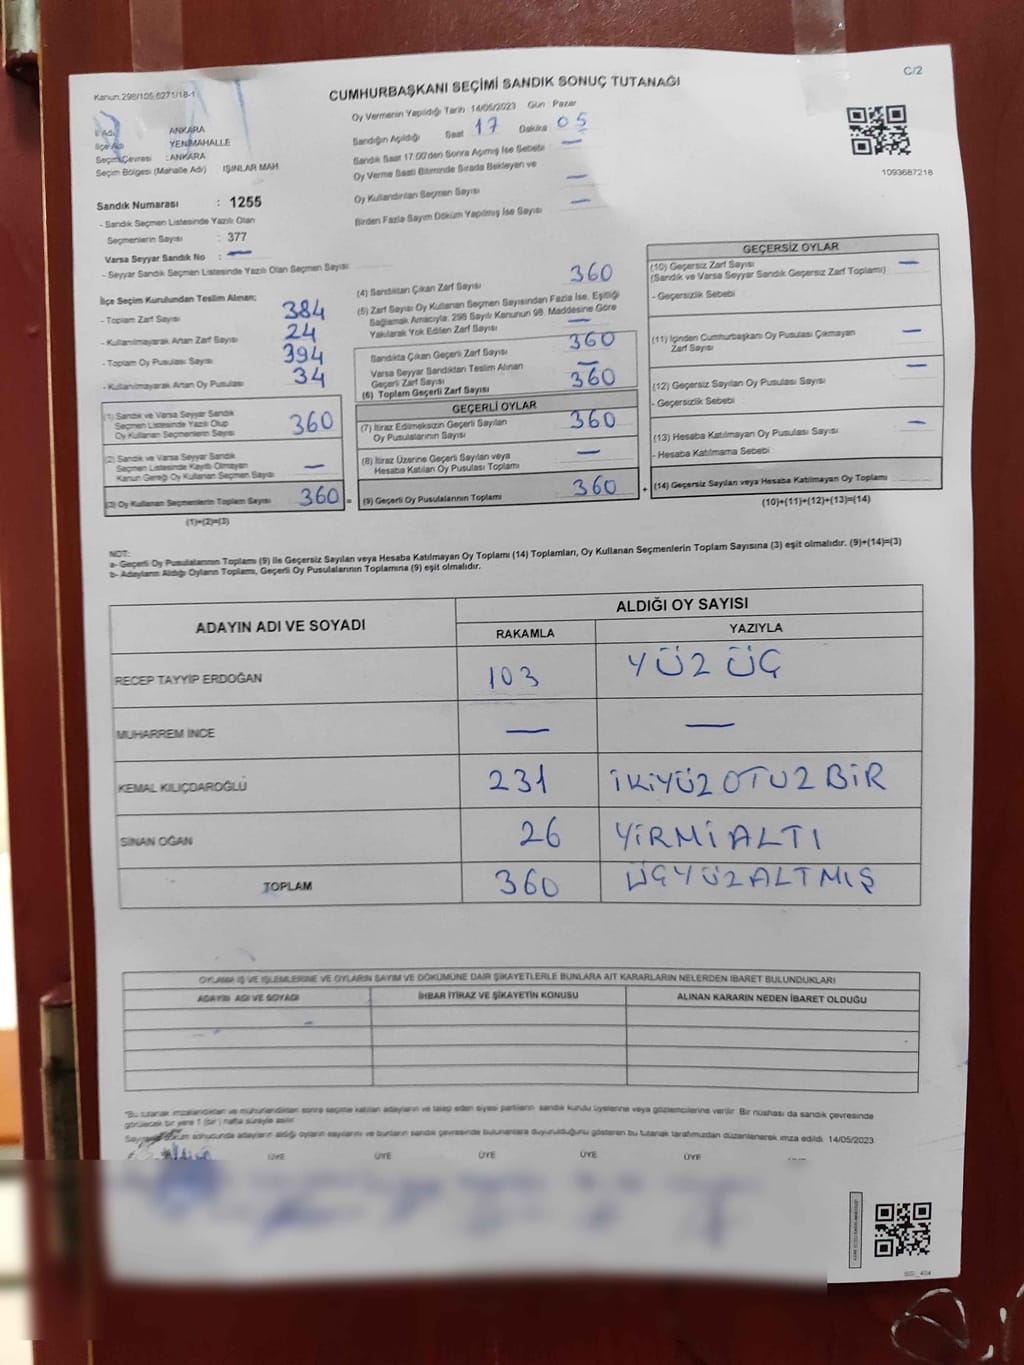 Kanun.298/105,6271/18-1
CUMHURBAŞKANI SEÇİMİ SANDIK SONUÇ TUTANAĞI
C/2
Oy Vermenin Yapıldığı Tarih 14/05/2023 Gün : Pazar
İl Adı ANKARA
İlçe Adı YENİMAHALLE
Seçim Çevresi : ANKARA
Seçim Bölgesi (Mahalle Adı) IŞINLAR MAH.
Sandığın Açıldığı Saat 17 Dakika 05
Sandık Saat 17:00'den Sonra Açmış İse Sebebi —
Oy Verme Saati Bitiminde Sırada Bekleyen ve
Oy Kullandırılan Seçmen Sayısı —
Birden Fazla Sayım Döküm Yapılmış İse Sayısı —
1093687218
Sandık Numarası : 1255
- Sandık Seçmen Listesinde Yazılı Olan
Seçmenlerin Sayısı : 377
Varsa Seyyar Sandık No : —
- Seyyar Sandık Seçmen Listesinde Yazılı Olan Seçmen Sayısı
İlçe Seçim Kurulundan Teslim Alınan;
- Toplam Zarf Sayısı 384
- Kullanılmayarak Artan Zarf Sayısı 24
- Toplam Oy Pusulası Sayısı 394
- Kullanılmayarak Artan Oy Pusulası 34
(1) Sandık ve Varsa Seyyar Sandık
Seçmen Listesinde Yazılı Olup
Oy Kullanan Seçmenlerin Sayısı 360
(2) Sandık ve Varsa Seyyar Sandık
Seçmen Listesinde Kayıtlı Olmayan
Kanun Gereği Oy Kullanan Seçmen Sayısı —
(3) Oy Kullanan Seçmenlerin Toplam Sayısı 360 =
(1)+(2)=(3)
(4) Sandıktan Çıkan Zarf Sayısı 360
(5) Zarf Sayısı Oy Kullanan Seçmen Sayısından Fazla İse, Eşitliği
Sağlamak Amacıyla; 298 Sayılı Kanunun 98. Maddesine Göre
Yakılarak Yok Edilen Zarf Sayısı —
Sandıkta Çıkan Geçerli Zarf Sayısı 360
Varsa Seyyar Sandıktan Teslim Alınan
Geçerli Zarf Sayısı —
(6) Toplam Geçerli Zarf Sayısı 360
GEÇERLİ OYLAR
(7) İtiraz Edilmeksizin Geçerli Sayılan
Oy Pusulalarının Sayısı 360
(8) İtiraz Üzerine Geçerli Sayılan veya
Hesaba Katılan Oy Pusulası Toplamı —
(9) Geçerli Oy Pusulalarının Toplamı 360 +
GEÇERSİZ OYLAR
(10) Geçersiz Zarf Sayısı —
(Sandık ve Varsa Seyyar Sandık Geçersiz Zarf Toplamı)
- Geçersizlik Sebebi
(11) İçinden Cumhurbaşkanı Oy Pusulası Çıkmayan
Zarf Sayısı —
(12) Geçersiz Sayılan Oy Pusulası Sayısı —
- Geçersizlik Sebebi
(13) Hesaba Katılmayan Oy Pusulası Sayısı —
- Hesaba Katılmama Sebebi
(14) Geçersiz Sayılan veya Hesaba Katılmayan Oy Toplamı
(10)+(11)+(12)+(13)=(14)
NOT:
a- Geçerli Oy Pusulalarının Toplamı (9) ile Geçersiz Sayılan veya Hesaba Katılmayan Oy Toplamı (14) Toplamları, Oy Kullanan Seçmenlerin Toplam Sayısına (3) eşit olmalıdır. (9)+(14)=(3)
b- Adayların Aldığı Oyların Toplamı, Geçerli Oy Pusulalarının Toplamına (9) eşit olmalıdır.
ADAYIN ADI VE SOYADI ALDIĞI OY SAYISI
RAKAMLA YAZIYLA
RECEP TAYYİP ERDOĞAN 103 YÜZ ÜÇ
MUHARREM İNCE — —
KEMAL KILIÇDAROĞLU 231 İKİYÜZ OTUZ BİR
SİNAN OĞAN 26 YİRMİ ALTI
TOPLAM 360 ÜÇYÜZ ALTMIŞ
OYLAMA İŞ VE İŞLEMLERİNE VE OYLARIN SAYIM VE DÖKÜMÜNE DAİR ŞİKAYETLERLE BUNLARA AİT KARARLARIN NELERDEN İBARET BULUNDUKLARI
ADAYIN ADI VE SOYADI İHBAR İTİRAZ VE ŞİKAYETİN KONUSU ALINAN KARARIN NEDEN İBARET OLDUĞU
"Bu tutanak imzalandıktan ve mühürlendikten sonra seçime katılan adayların ve talep eden siyasi partilerin sandık kurulu üyelerine veya gözlemcilerine verilir. Bir nüshası da sandık çevresinde
görülecek bir yere 1 (bir) hafta süreyle asılır.
Sayım döküm sonucunda adayların aldığı oyların sayılarını ve bunların sandık çevresinde bulunanlara duyurulduğunu gösteren bu tutanak tarafımızdan düzenlenerek imza edildi. 14/05/2023
ÜYE ÜYE ÜYE ÜYE ÜYE